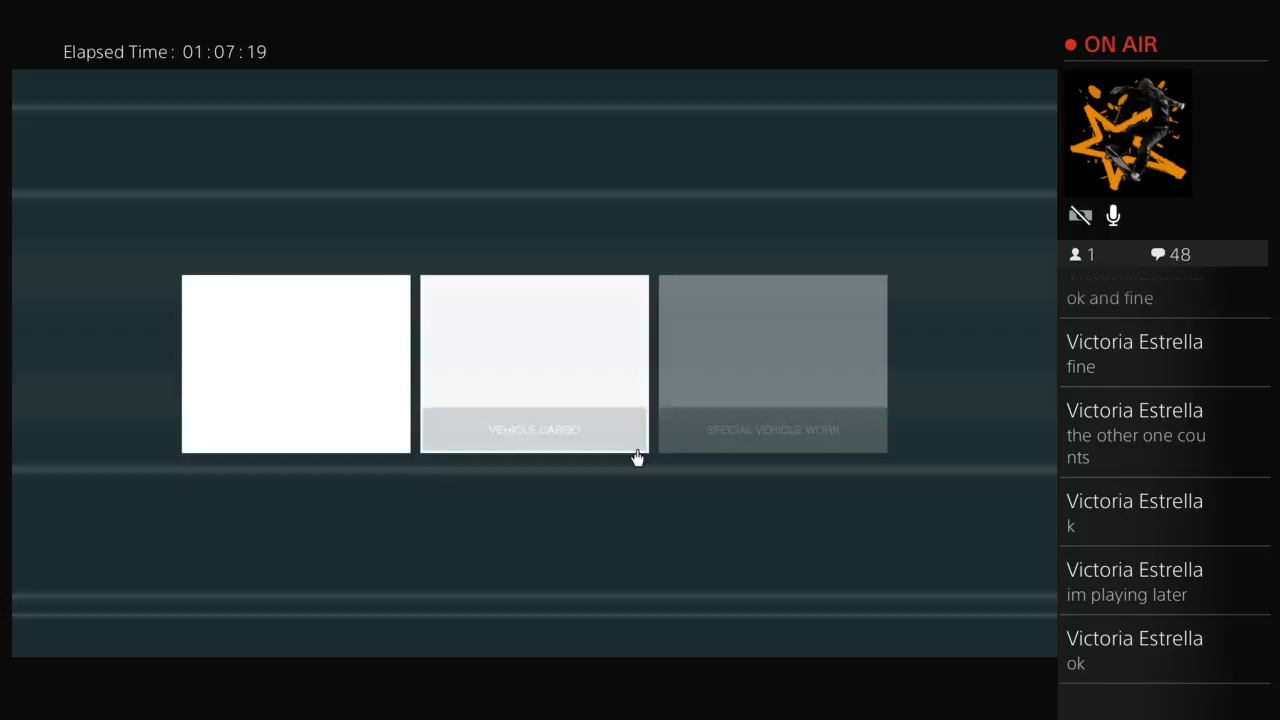 Elapsed Time: 01:07:19
ON AIR
1 48
ok and fine
Victoria Estrella
fine
Victoria Estrella
the other one cou
nts
Victoria Estrella
k
Victoria Estrella
im playing later
Victoria Estrella
ok
VEHICLE CARGO
SPECIAL VEHICLE WORK